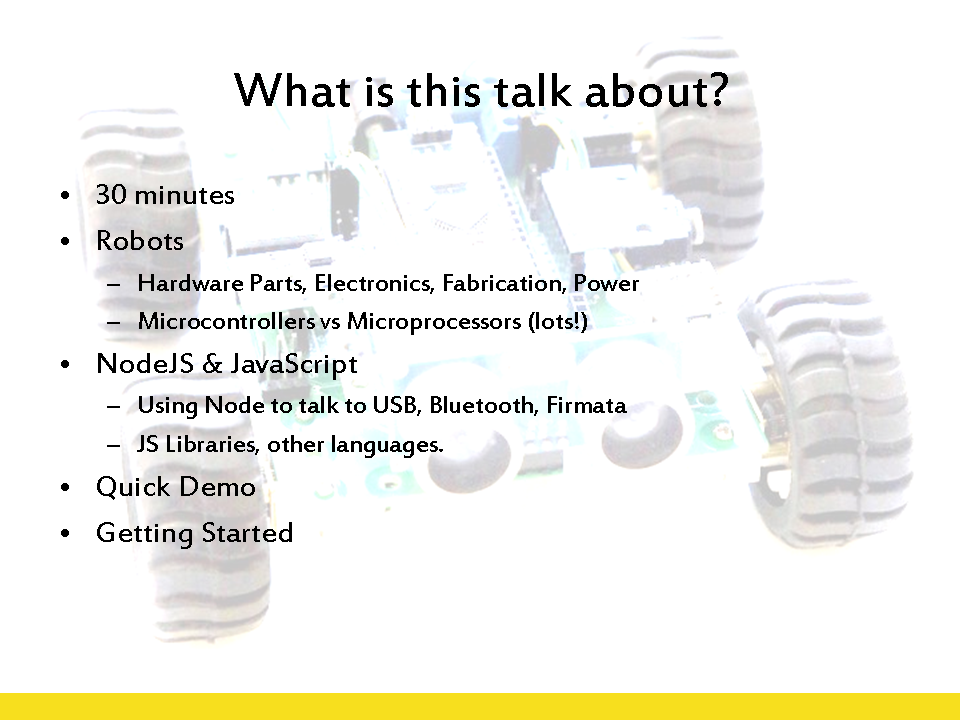 What is this talk about?
• 30 minutes
• Robots
– Hardware Parts, Electronics, Fabrication, Power
– Microcontrollers vs Microprocessors (lots!)
• NodeJS & JavaScript
– Using Node to talk to USB, Bluetooth, Firmata
– JS Libraries, other languages.
• Quick Demo
• Getting Started